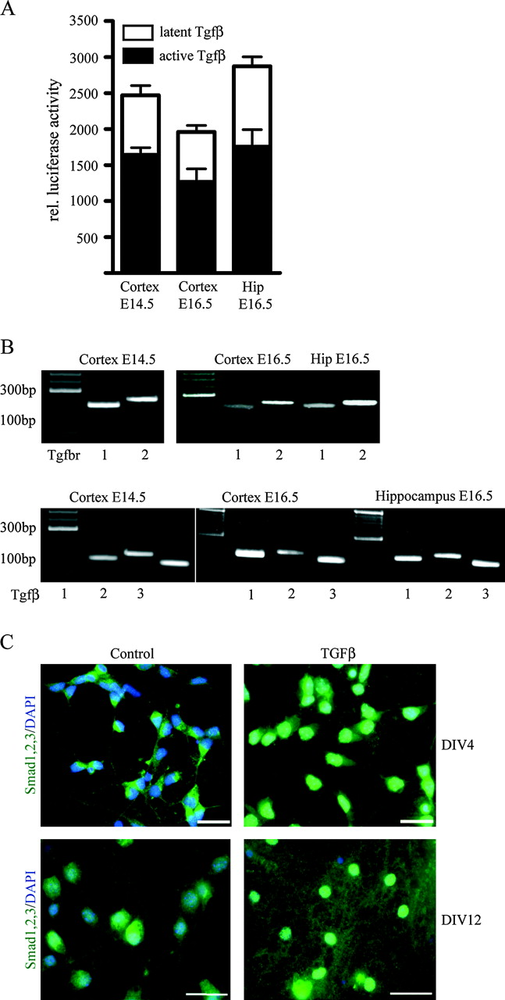 A
3500
3000
2500
2000
1500
1000
500
rel. luciferase activity
latent Tgfβ
active Tgfβ
Cortex E14.5
Cortex E16.5
Hip E16.5
B
Cortex E14.5
Cortex E16.5
Hip E16.5
300bp
100bp
Tgfbr 1 2
1 2 1 2
Cortex E14.5
Cortex E16.5
Hippocampus E16.5
300bp
100bp
Tgfβ 1 2 3
1 2 3
1 2 3
C
Control
TGFβ
Smad1,2,3/DAPI
DIV4
Smad1,2,3/DAPI
DIV12